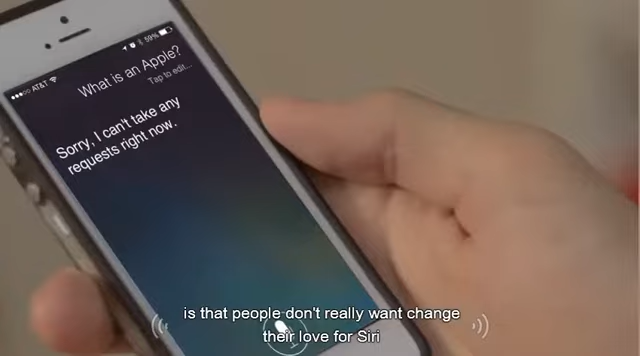 ●●●○○ AT&T 59%
What is an Apple?
Tap to edit...
Sorry, I can't take any
requests right now.
is that people don't really want change
their love for Siri